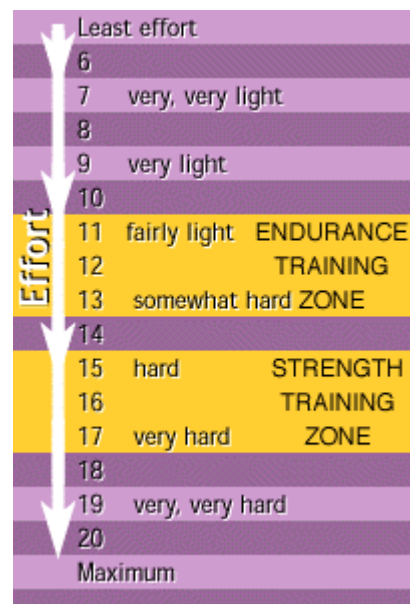 Least effort
6
7 very, very light
8
9 very light
10
11 fairly light ENDURANCE
12 TRAINING
13 somewhat hard ZONE
14
15 hard STRENGTH
16 TRAINING
17 very hard ZONE
18
19 very, very hard
20
Maximum
Effort